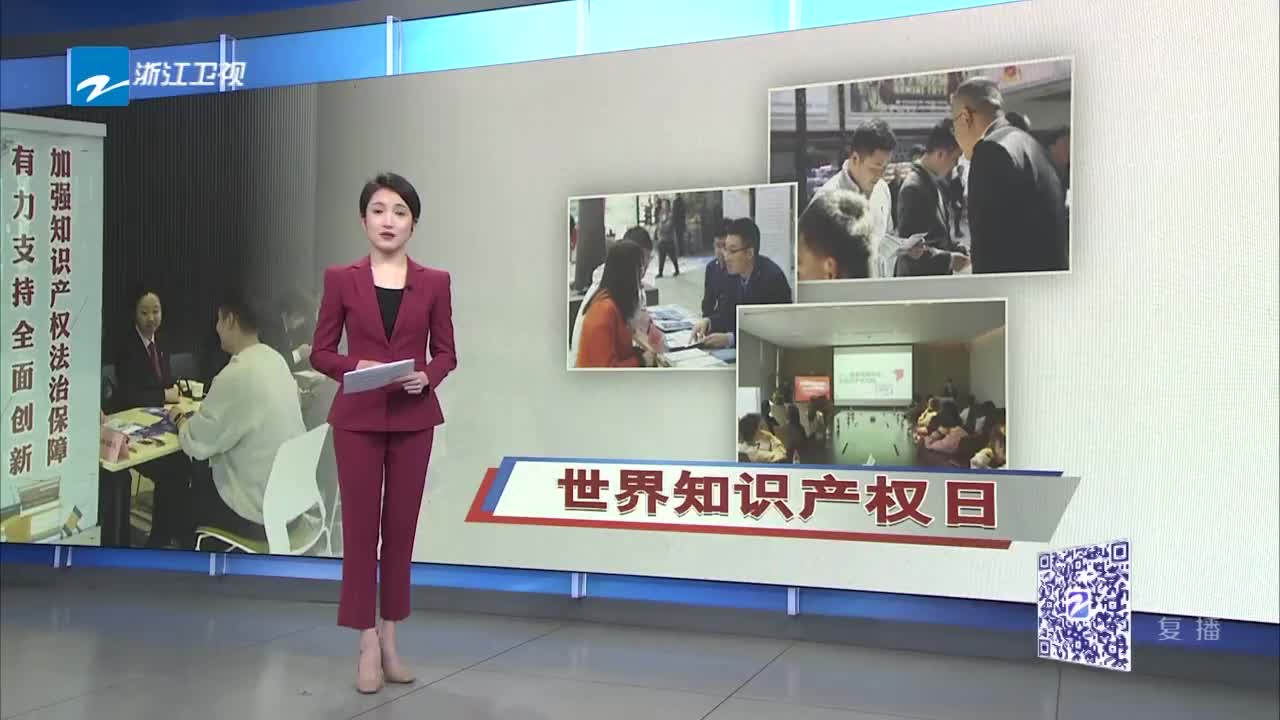 浙江卫视
加强知识产权法治保障
有力支持全面创新
世界知识产权日
复播